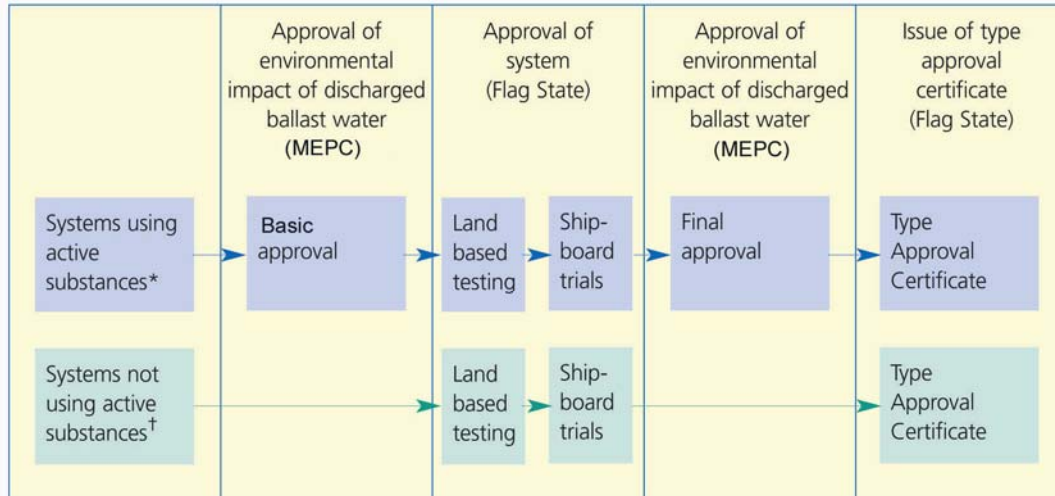 Approval of
environmental
impact of discharged
ballast water
(MEPC)
Approval of
system
(Flag State)
Approval of
environmental
impact of discharged
ballast water
(MEPC)
Issue of type
approval
certificate
(Flag State)
Systems using
active
substances*
Basic
approval
Land
based
testing
Ship-
board
trials
Final
approval
Type
Approval
Certificate
Systems not
using active
substances†
Land
based
testing
Ship-
board
trials
Type
Approval
Certificate